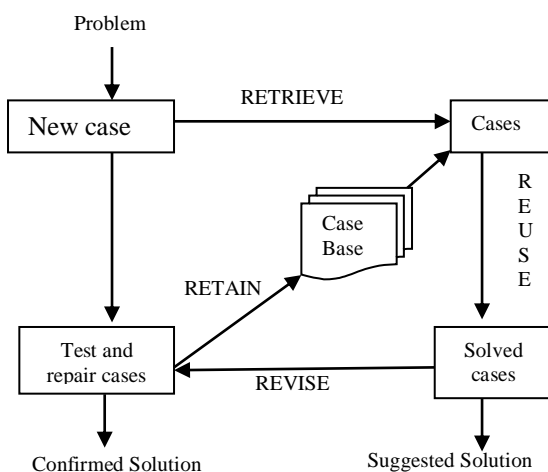 Problem
RETRIEVE
New case
Cases
R
E
U
S
E
Case
Base
RETAIN
Test and
repair cases
Solved
cases
REVISE
Confirmed Solution
Suggested Solution